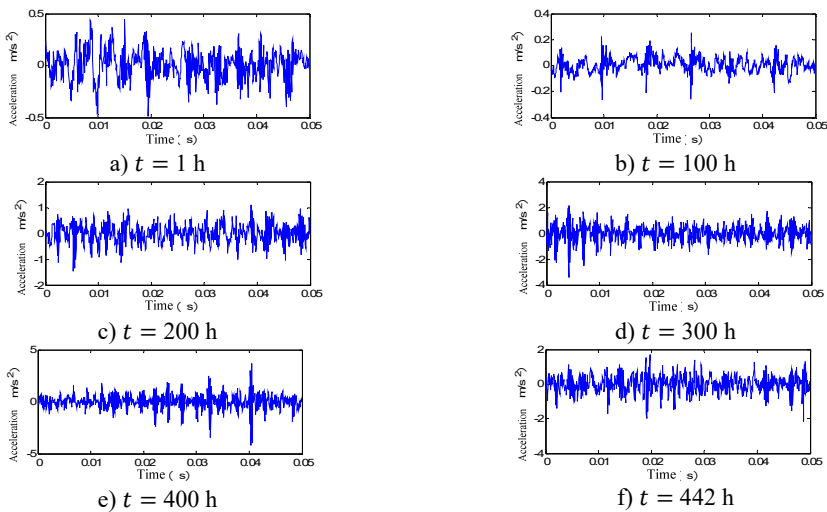 Acceleration m/s²)
0.5
0
-0.5
0 0.01 0.02 0.03 0.04 0.05
Time ( s)
a) t = 1 h
Acceleration m/s²)
0.4
0.2
0
-0.2
-0.4
0 0.01 0.02 0.03 0.04 0.05
Time ( s)
b) t = 100 h
Acceleration m/s²)
2
1
0
-1
-2
0 0.01 0.02 0.03 0.04 0.05
Time ( s)
c) t = 200 h
Acceleration m/s²)
4
2
0
-2
-4
0 0.01 0.02 0.03 0.04 0.05
Time ( s)
d) t = 300 h
Acceleration m/s²)
5
0
-5
0 0.01 0.02 0.03 0.04 0.05
Time ( s)
e) t = 400 h
Acceleration m/s²)
2
0
-2
-4
0 0.01 0.02 0.03 0.04 0.05
Time ( s)
f) t = 442 h